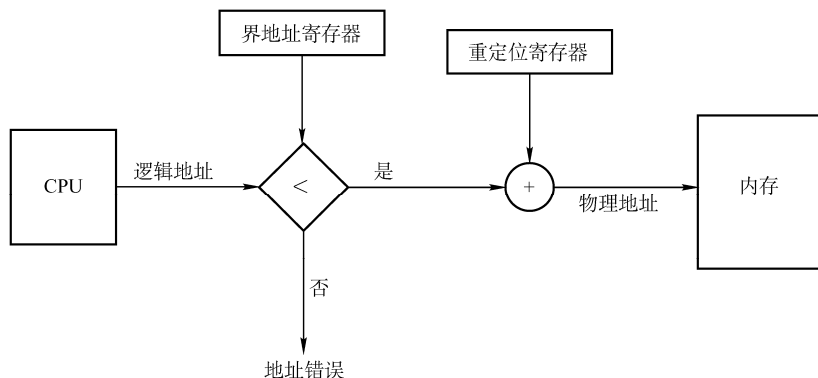 界地址寄存器
重定位寄存器
CPU
逻辑地址
<
是
+
物理地址
内存
否
地址错误